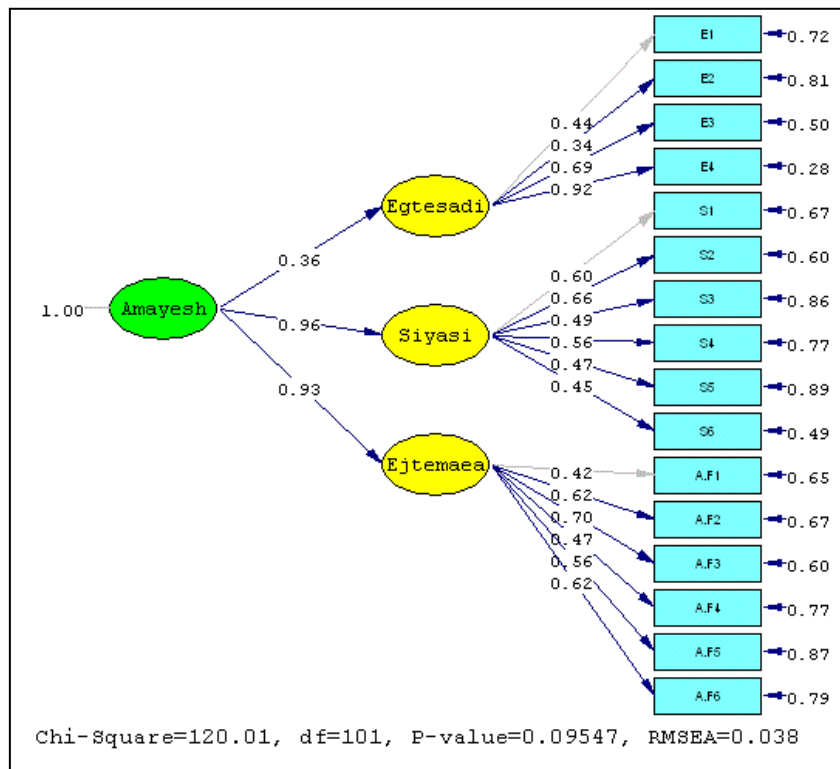 E1
0.72
E2
0.81
0.44
E3
0.50
0.34
0.69
E4
0.28
0.92
Egtesadi
S1
0.67
0.36
S2
0.60
0.60
0.66
S3
0.86
1.00
Amayesh
0.49
0.96
Siyasi
0.56
S4
0.77
0.47
0.45
S5
0.89
0.93
S6
0.49
Ejtemaea
0.42
A.F1
0.65
0.62
0.70
A.F2
0.67
0.47
0.56
A.F3
0.60
0.62
A.F4
0.77
A.F5
0.87
A.F6
0.79
Chi-Square=120.01, df=101, P-value=0.09547, RMSEA=0.038